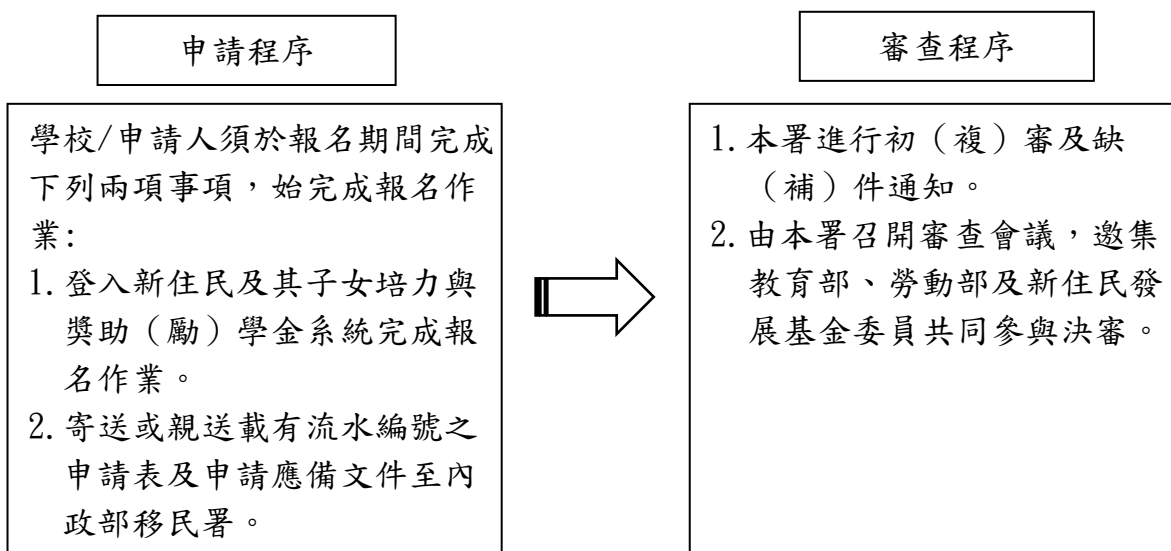 申請程序
學校/申請人須於報名期間完成
下列兩項事項，始完成報名作
業:
1.登入新住民及其子女培力與
獎助（勵）學金系統完成報
名作業。
2.寄送或親送載有流水編號之
申請表及申請應備文件至內
政部移民署。
審查程序
1.本署進行初（複）審及缺
（補）件通知。
2.由本署召開審查會議，邀集
教育部、勞動部及新住民發
展基金委員共同參與決審。